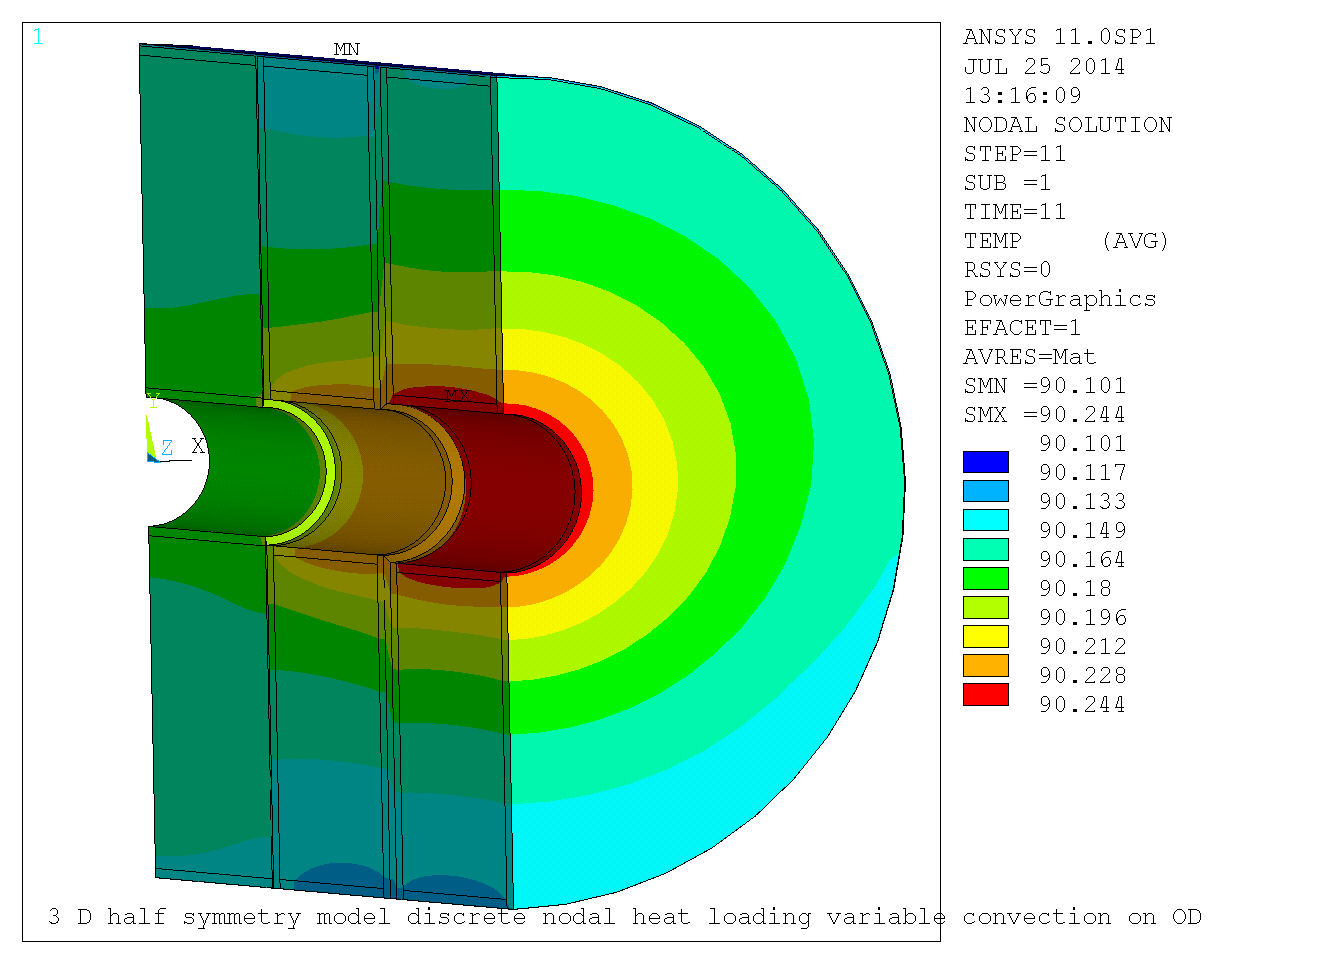 1
MN
MX
Y
Z
X
ANSYS 11.0SP1
JUL 25 2014
13:16:09
NODAL SOLUTION
STEP=11
SUB =1
TIME=11
TEMP (AVG)
RSYS=0
PowerGraphics
EFACET=1
AVRES=Mat
SMN =90.101
SMX =90.244
90.101
90.117
90.133
90.149
90.164
90.18
90.196
90.212
90.228
90.244
3 D half symmetry model discrete nodal heat loading variable convection on OD